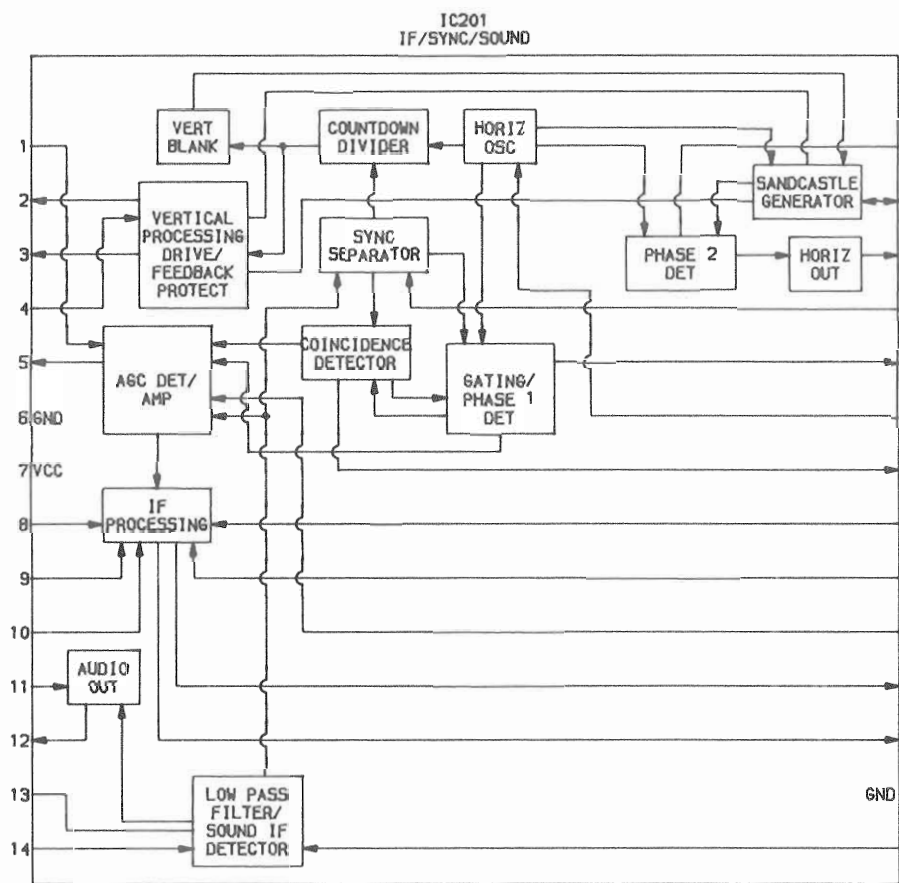 IC201
IF/SYNC/SOUND
VERT
BLANK
COUNTDOWN
DIVIDER
HORIZ
OSC
1
SANDCASTLE
GENERATOR
2
VERTICAL
PROCESSING
DRIVE/
FEEDBACK
PROTECT
SYNC
SEPARATOR
PHASE 2
DET
HORIZ
OUT
3
4
COINCIDENCE
DETECTOR
5
AGC DET/
AMP
GATING/
PHASE 1
DET
6 GND
7 VCC
IF
PROCESSING
8
9
10
AUDIO
OUT
11
12
13
LOW PASS
FILTER/
SOUND IF
DETECTOR
GND
14